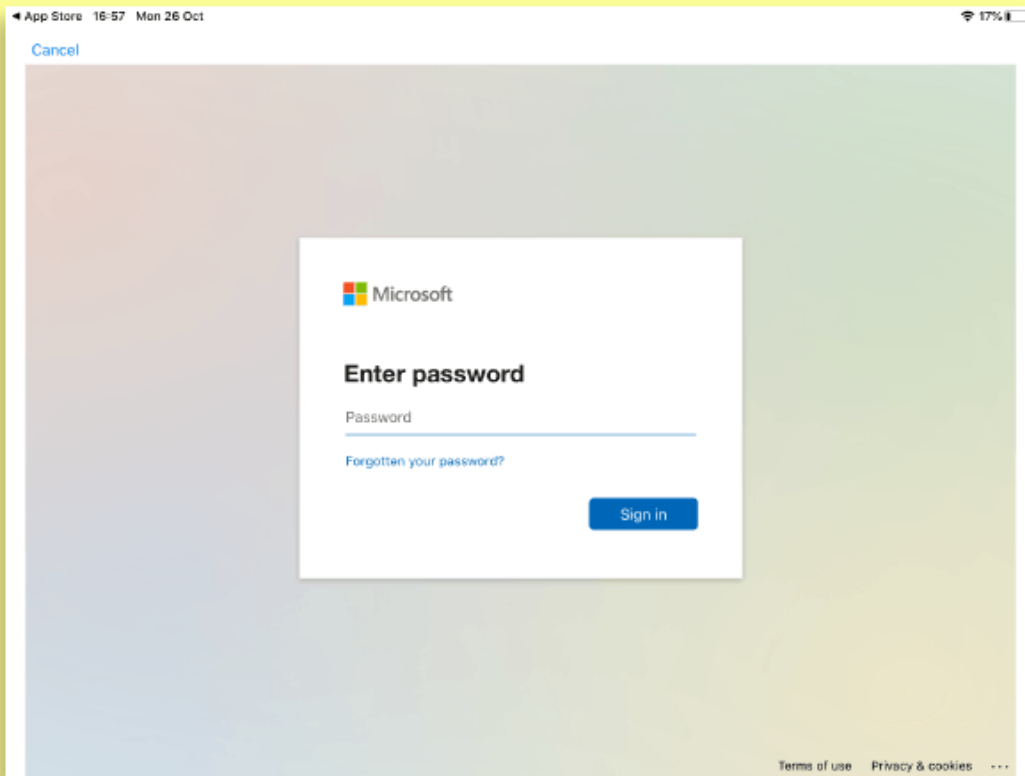 ◄ App Store 16:57 Mon 26 Oct 17%
Cancel
Microsoft
Enter password
Password
Forgotten your password?
Sign in
Terms of use Privacy & cookies ...